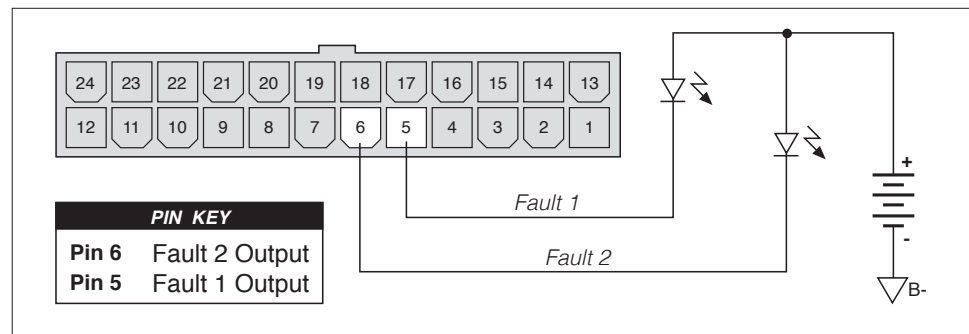 24 23 22 21 20 19 18 17 16 15 14 13
12 11 10 9 8 7 6 5 4 3 2 1
Fault 1
Fault 2
+
-
B-
PIN KEY
Pin 6 Fault 2 Output
Pin 5 Fault 1 Output